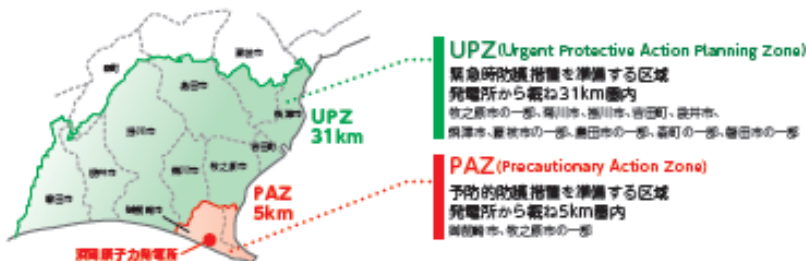 森町
藤枝市
島田市
焼津市
UPZ
31km
掛川市
吉田町
袋井市
菊川市
牧之原市
磐田市
PAZ
5km
御前崎市
浜岡原子力発電所
UPZ(Urgent Protective Action Planning Zone)
緊急時防護措置を準備する区域
発電所から概ね31km圏内
牧之原市の一部、菊川市、掛川市、吉田町、袋井市、
焼津市、藤枝市の一部、島田市の一部、森町の一部、磐田市の一部
PAZ(Precautionary Action Zone)
予防的防護措置を準備する区域
発電所から概ね5km圏内
御前崎市、牧之原市の一部